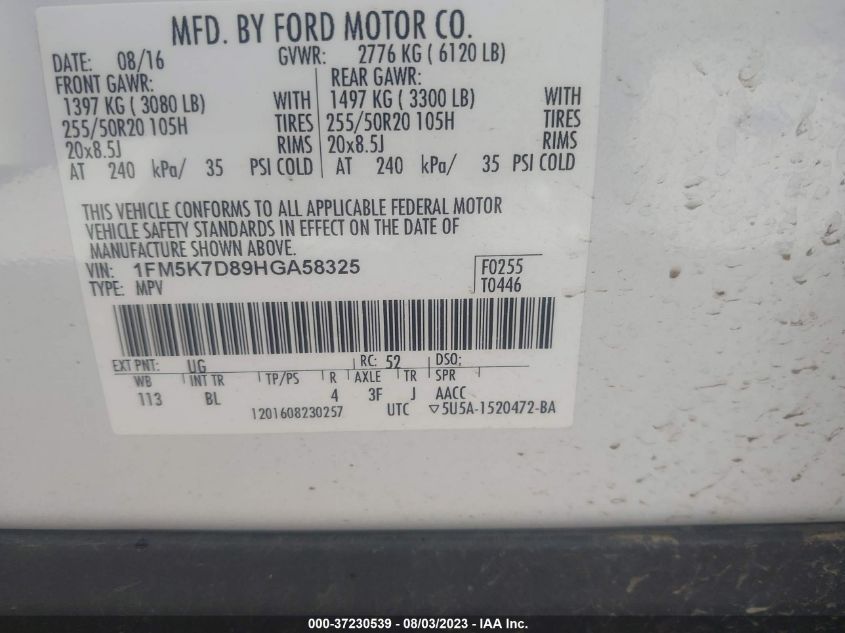 MFD. BY FORD MOTOR CO.
DATE: 08/16 GVWR: 2776 KG ( 6120 LB)
FRONT GAWR: REAR GAWR:
1397 KG ( 3080 LB) WITH 1497 KG ( 3300 LB) WITH
255/50R20 105H TIRES 255/50R20 105H TIRES
20x8.5J RIMS 20x8.5J RIMS
AT 240 kPa/ 35 PSI COLD AT 240 kPa/ 35 PSI COLD
THIS VEHICLE CONFORMS TO ALL APPLICABLE FEDERAL MOTOR
VEHICLE SAFETY STANDARDS IN EFFECT ON THE DATE OF
MANUFACTURE SHOWN ABOVE.
VIN: 1FM5K7D89HGA58325 F0255
TYPE: MPV T0446
EXT PNT: UG RC: 52 DSO:
WB INT TR TP/PS R AXLE TR SPR
113 BL 4 3F J AACC
1201608230257 UTC ▽5U5A-1520472-BA
000-37230539 - 08/03/2023 - IAA Inc.